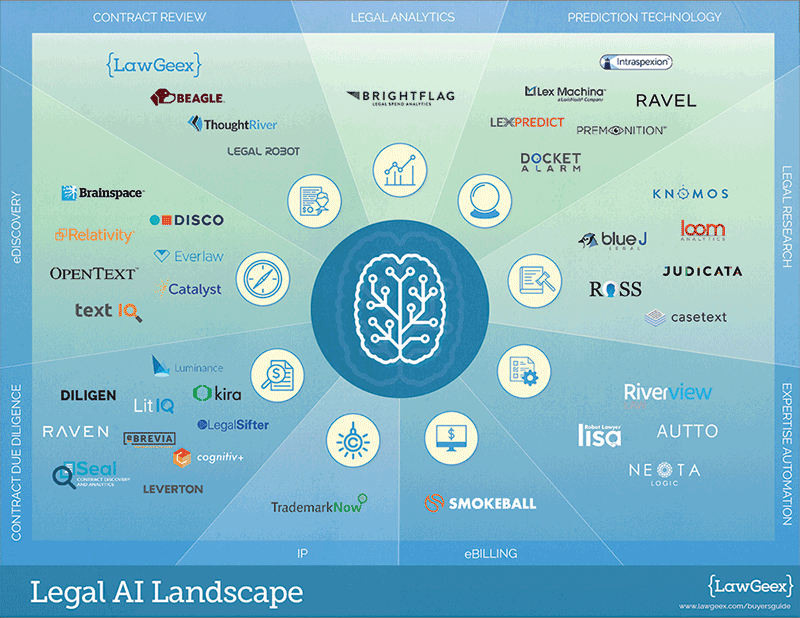 CONTRACT REVIEW
LEGAL ANALYTICS
PREDICTION TECHNOLOGY
{LawGeex}
BEAGLE
ThoughtRiver
LEGAL ROBOT
BRIGHTFLAG
LEGAL SPEND ANALYTICS
Intraspexion
Lex Machina
a LexisNexis Company
RAVEL
LEXPREDICT
PREMONITION
DOCKET
ALARM
eDISCOVERY
Brainspace
DISCO
Relativity
Everlaw
OPENTEXT
Catalyst
text IQ
LEGAL RESEARCH
KNOMOS
blue J
LEGAL
loom
ANALYTICS
JUDICATA
ROSS
casetext
CONTRACT DUE DILIGENCE
Luminance
DILIGEN
kira
Lit IQ
RAVEN
LegalSifter
eBREVIA
cognitiv+
Seal
CONTRACT DISCOVERY
AND ANALYTICS
LEVERTON
EXPERTISE AUTOMATION
Riverview
Robot Lawyer
lisa
AUTTO
NEOTA
LOGIC
TrademarkNow
SMOKEBALL
IP
eBILLING
Legal AI Landscape
{LawGeex}
www.lawgeex.com/buyersguide